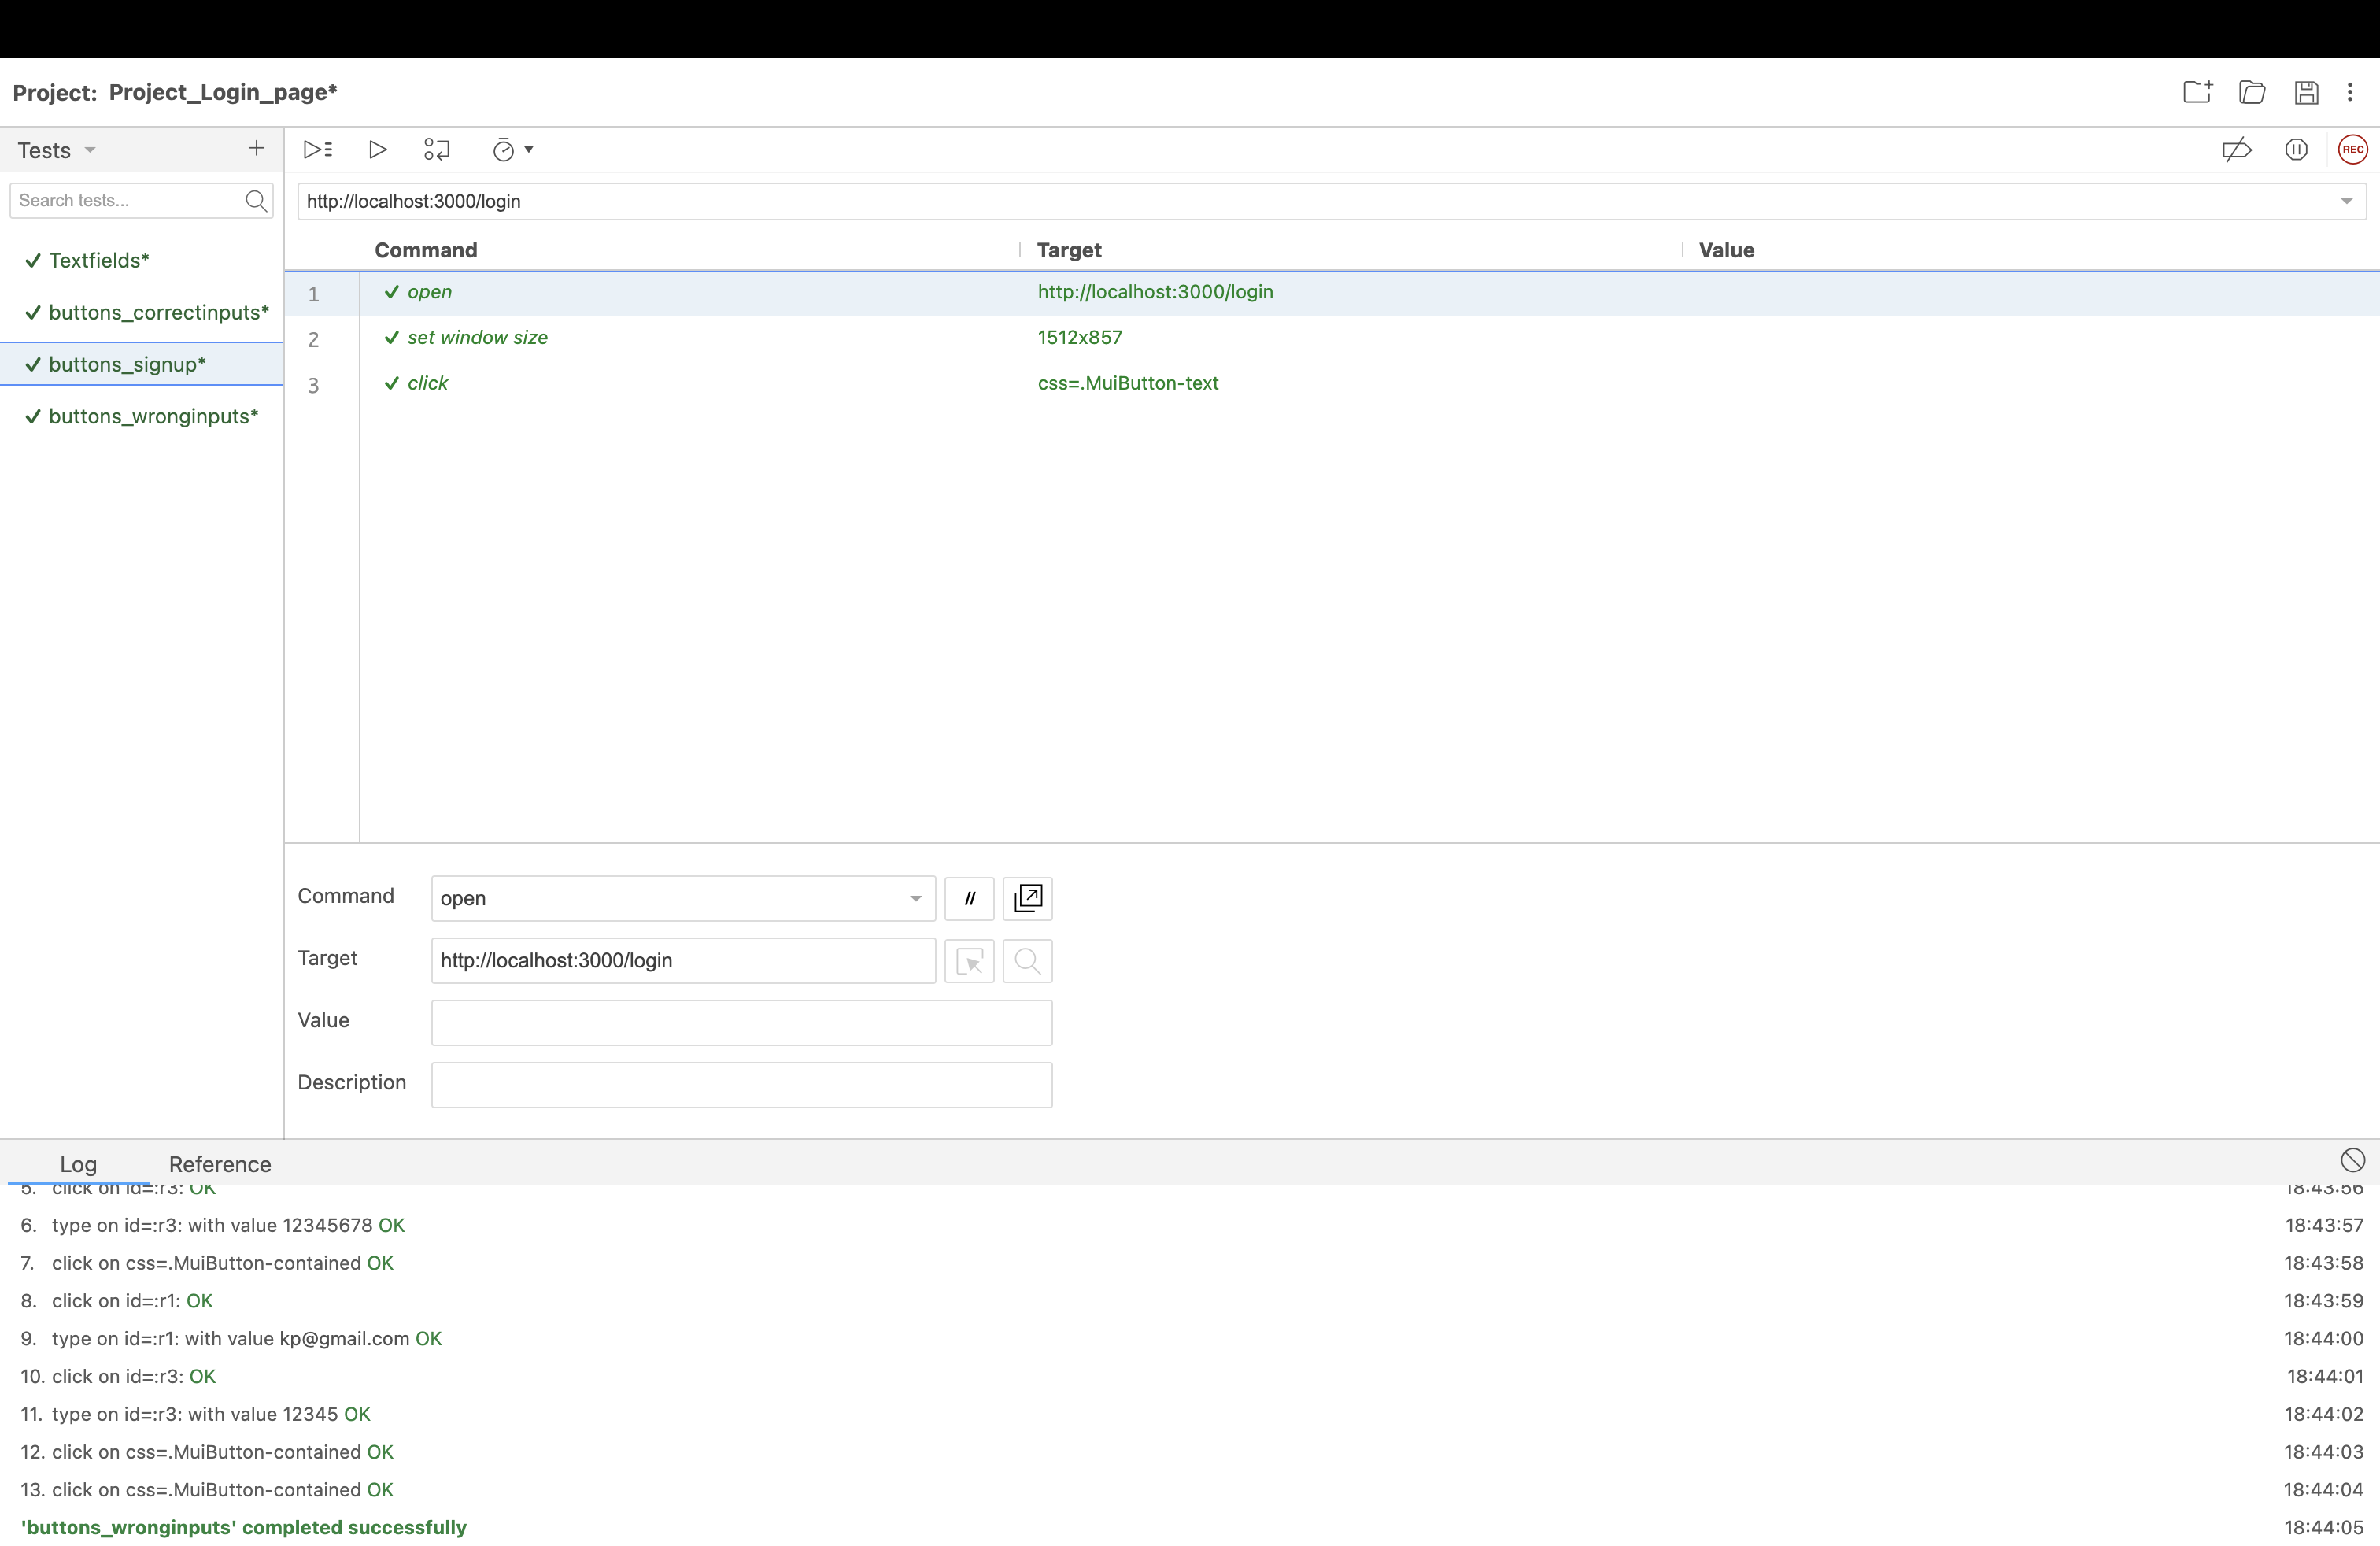 Project: Project_Login_page*
Tests
REC
Search tests...
http://localhost:3000/login
Command Target Value
Textfields*
buttons_correctinputs*
buttons_signup*
buttons_wronginputs*
1 open http://localhost:3000/login
2 set window size 1512x857
3 click css=.MuiButton-text
Command open //
Target http://localhost:3000/login
Value
Description
Log Reference
5. click on id=:r3: OK 18:43:56
6. type on id=:r3: with value 12345678 OK 18:43:57
7. click on css=.MuiButton-contained OK 18:43:58
8. click on id=:r1: OK 18:43:59
9. type on id=:r1: with value kp@gmail.com OK 18:44:00
10. click on id=:r3: OK 18:44:01
11. type on id=:r3: with value 12345 OK 18:44:02
12. click on css=.MuiButton-contained OK 18:44:03
13. click on css=.MuiButton-contained OK 18:44:04
'buttons_wronginputs' completed successfully 18:44:05